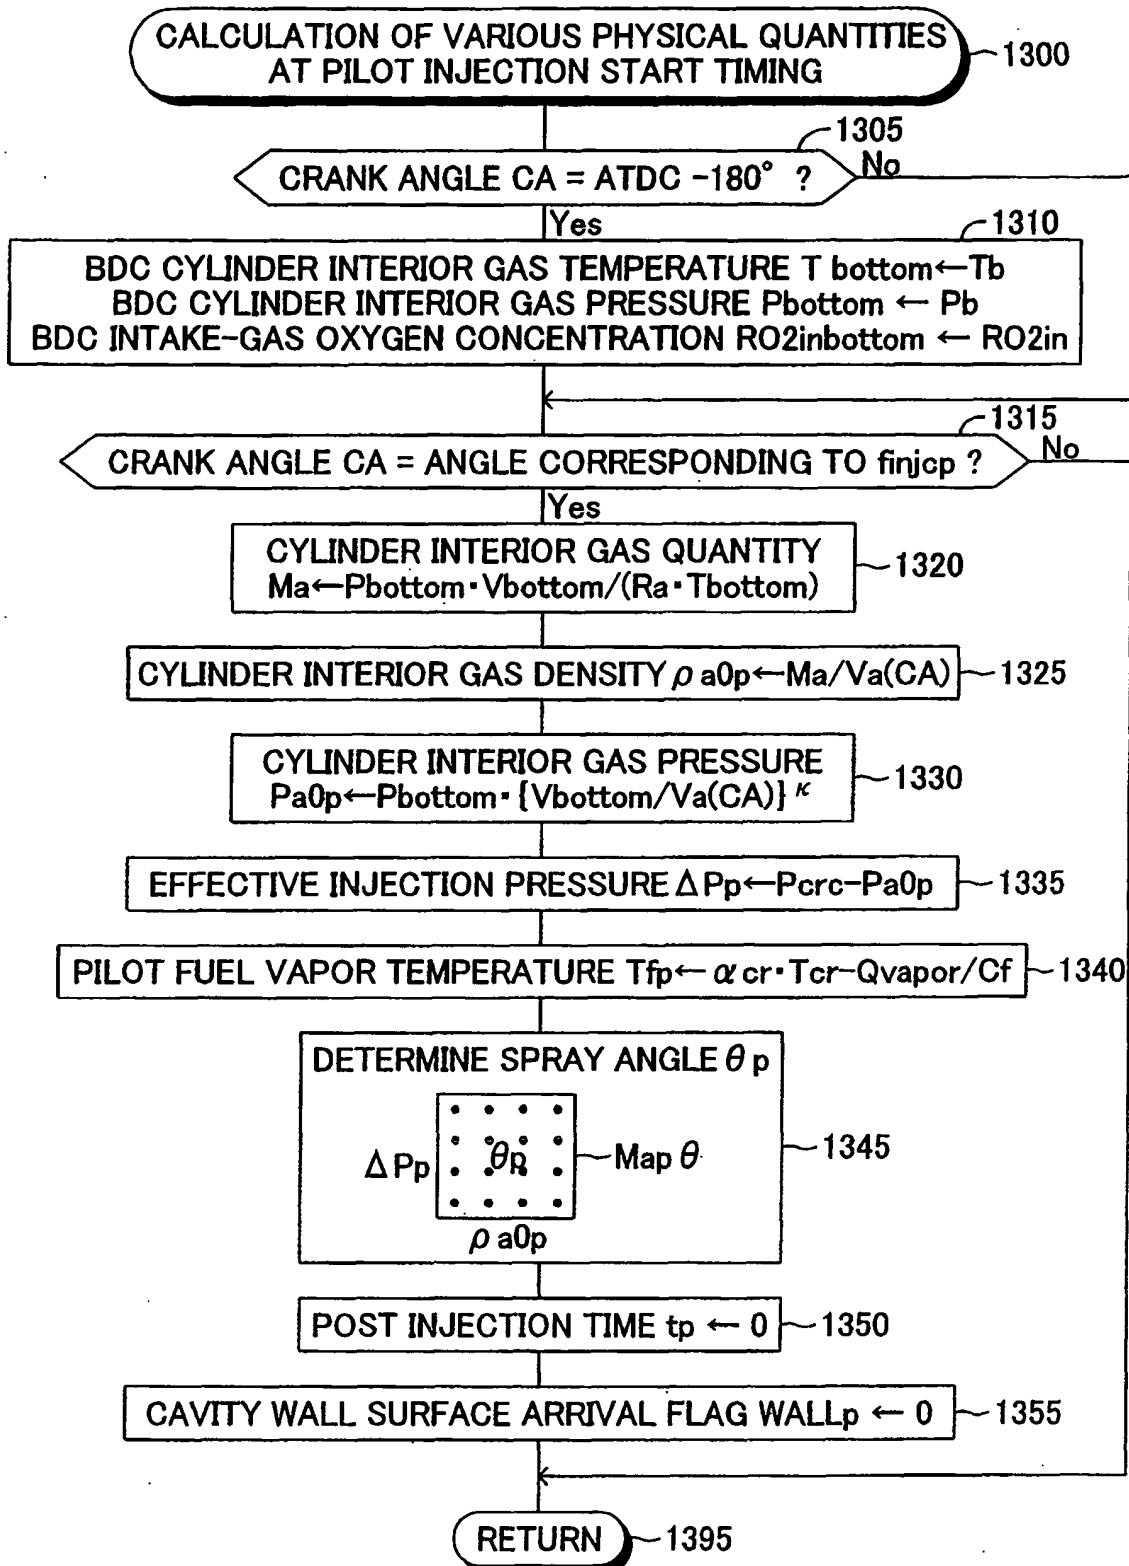 CALCULATION OF VARIOUS PHYSICAL QUANTITIES
AT PILOT INJECTION START TIMING
1300
1305
CRANK ANGLE CA = ATDC -180° ?
No
Yes
1310
BDC CYLINDER INTERIOR GAS TEMPERATURE T bottom←Tb
BDC CYLINDER INTERIOR GAS PRESSURE Pbottom ← Pb
BDC INTAKE-GAS OXYGEN CONCENTRATION RO2inbottom ← RO2in
1315
CRANK ANGLE CA = ANGLE CORRESPONDING TO finjcp ?
No
Yes
CYLINDER INTERIOR GAS QUANTITY
Ma←Pbottom·Vbottom/(Ra·Tbottom)
1320
CYLINDER INTERIOR GAS DENSITY ρ a0p←Ma/Va(CA)
1325
CYLINDER INTERIOR GAS PRESSURE
Pa0p←Pbottom·{Vbottom/Va(CA)}^κ
1330
EFFECTIVE INJECTION PRESSURE Δ Pp←Pcrc-Pa0p
1335
PILOT FUEL VAPOR TEMPERATURE Tfp← α cr·Tcr-Qvapor/Cf
1340
DETERMINE SPRAY ANGLE θ p
Δ Pp
θp
Map θ
1345
ρ a0p
POST INJECTION TIME tp ← 0
1350
CAVITY WALL SURFACE ARRIVAL FLAG WALLp ← 0
1355
RETURN
1395